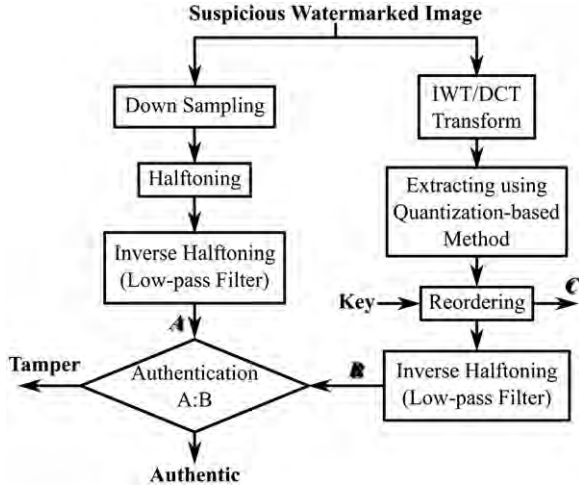 Suspicious Watermarked Image
Down Sampling
Halftoning
Inverse Halftoning
(Low-pass Filter)
A
IWT/DCT
Transform
Extracting using
Quantization-based
Method
Key
Reordering
C
Inverse Halftoning
(Low-pass Filter)
B
Authentication
A:B
Tamper
Authentic